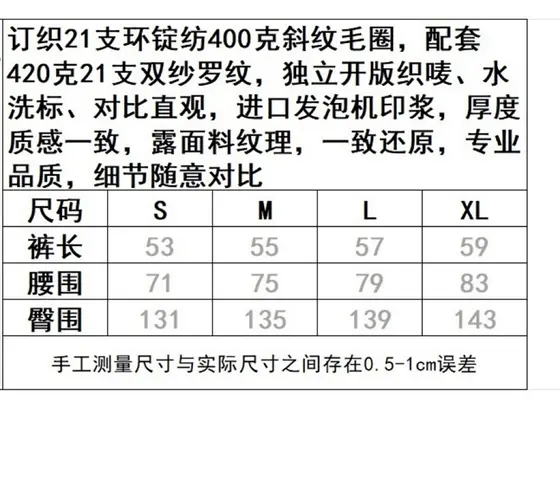 订织21支环锭纺400克斜纹毛圈，配套
420克21支双纱罗纹，独立开版织唛、水
洗标、对比直观，进口发泡机印浆，厚度
质感一致，露面料纹理，一致还原，专业
品质，细节随意对比
尺码 S M L XL
裤长 53 55 57 59
腰围 71 75 79 83
臀围 131 135 139 143
手工测量尺寸与实际尺寸之间存在0.5-1cm误差